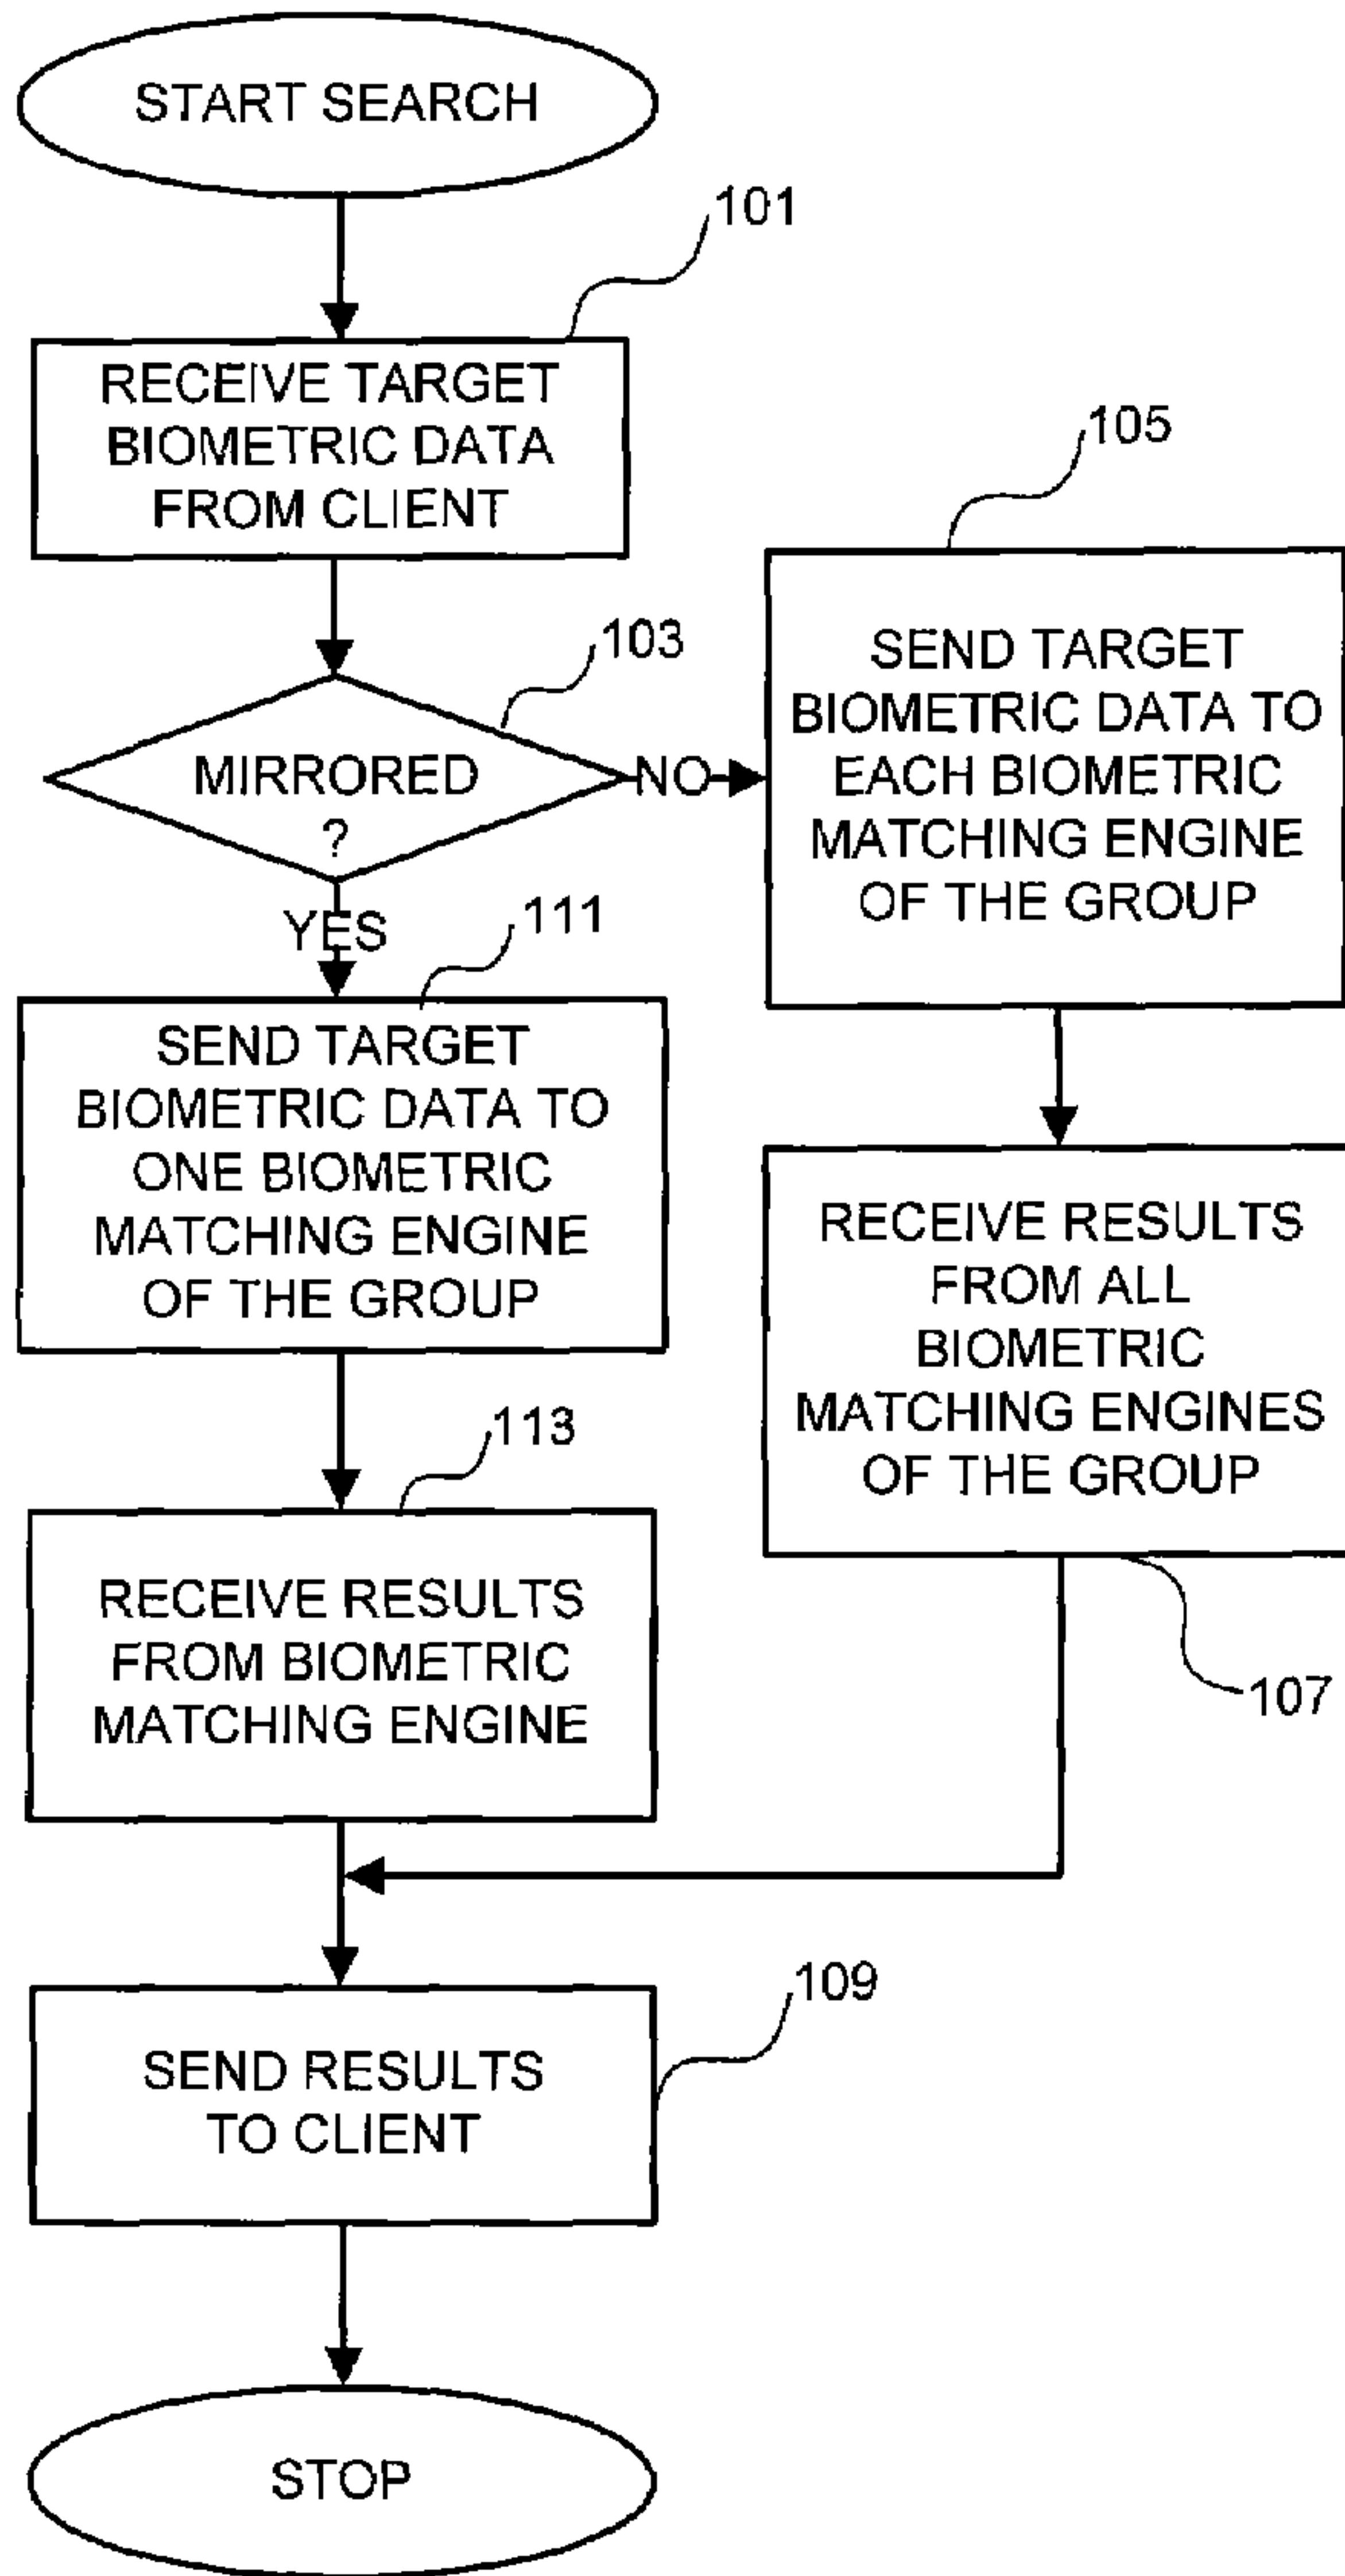 START SEARCH
101
RECEIVE TARGET
BIOMETRIC DATA
FROM CLIENT
103
MIRRORED
?
NO
YES
105
SEND TARGET
BIOMETRIC DATA TO
EACH BIOMETRIC
MATCHING ENGINE
OF THE GROUP
111
SEND TARGET
BIOMETRIC DATA TO
ONE BIOMETRIC
MATCHING ENGINE
OF THE GROUP
RECEIVE RESULTS
FROM ALL
BIOMETRIC
MATCHING ENGINES
OF THE GROUP
107
113
RECEIVE RESULTS
FROM BIOMETRIC
MATCHING ENGINE
109
SEND RESULTS
TO CLIENT
STOP